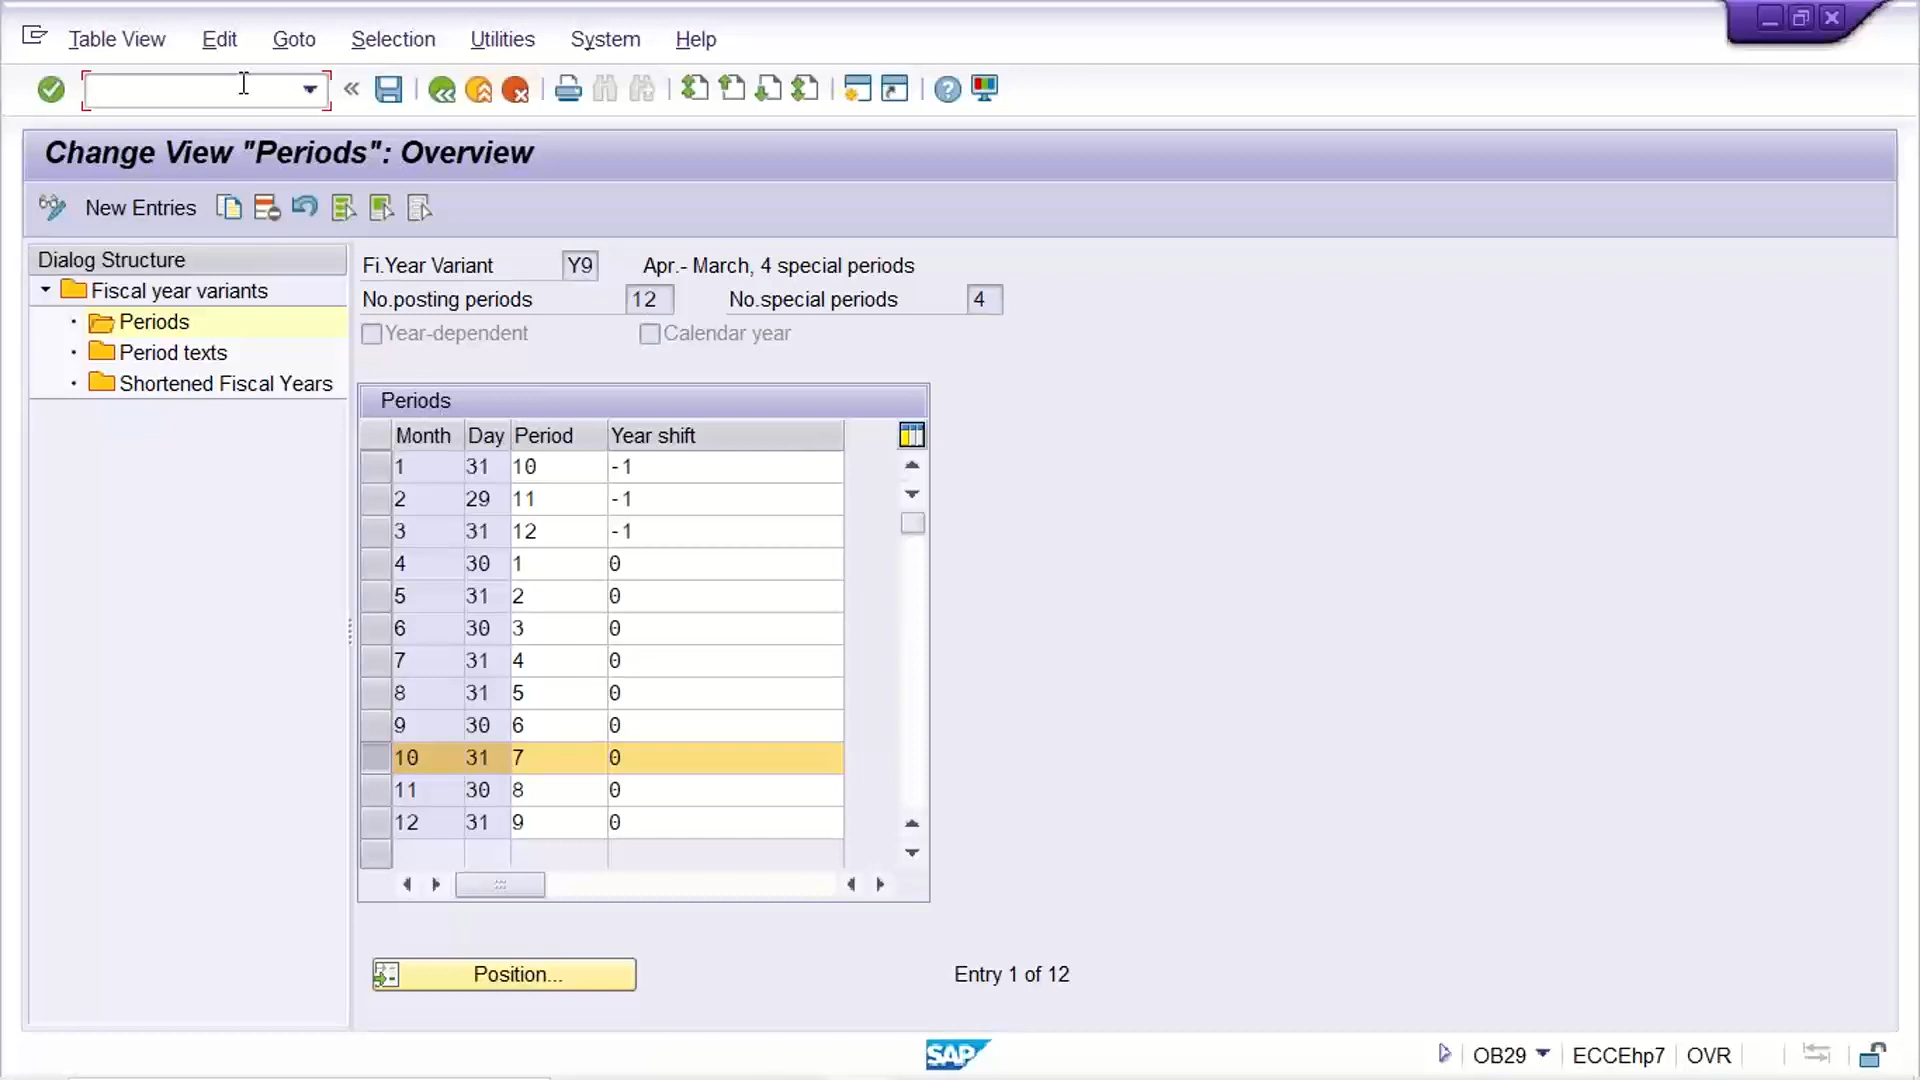 Table View Edit Goto Selection Utilities System Help
Change View "Periods": Overview
New Entries
Dialog Structure
Fiscal year variants
Periods
Period texts
Shortened Fiscal Years
Fi.Year Variant Y9 Apr.- March, 4 special periods
No.posting periods 12 No.special periods 4
Year-dependent Calendar year
Periods
Month Day Period Year shift
1 31 10 -1
2 29 11 -1
3 31 12 -1
4 30 1 0
5 31 2 0
6 30 3 0
7 31 4 0
8 31 5 0
9 30 6 0
10 31 7 0
11 30 8 0
12 31 9 0
Position... Entry 1 of 12
SAP OB29 ECCEhp7 OVR